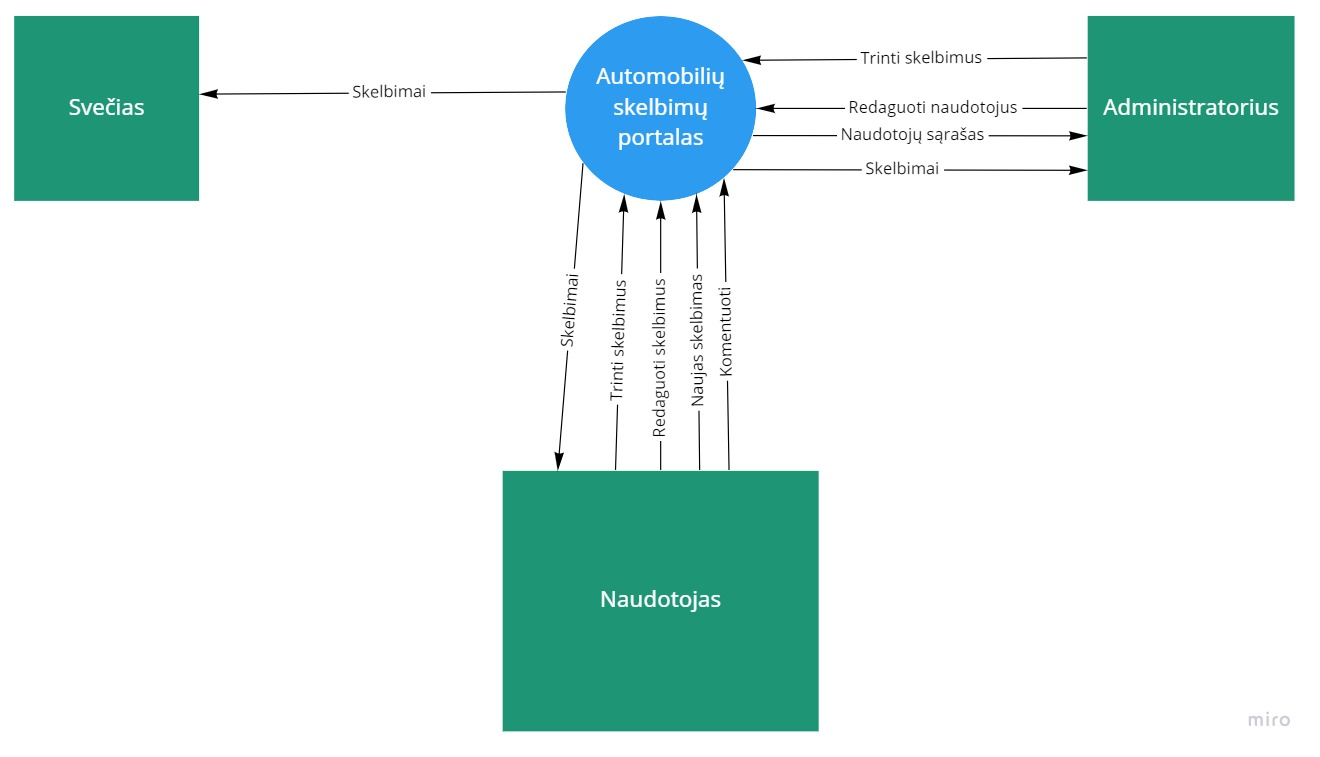 Svečias
Skelbimai
Automobilių
skelbimų
portalas
Trinti skelbimus
Redaguoti naudotojus
Naudotojų sąrašas
Skelbimai
Administratorius
Skelbimai
Trinti skelbimus
Redaguoti skelbimus
Naujas skelbimas
Komentuoti
Naudotojas
miro